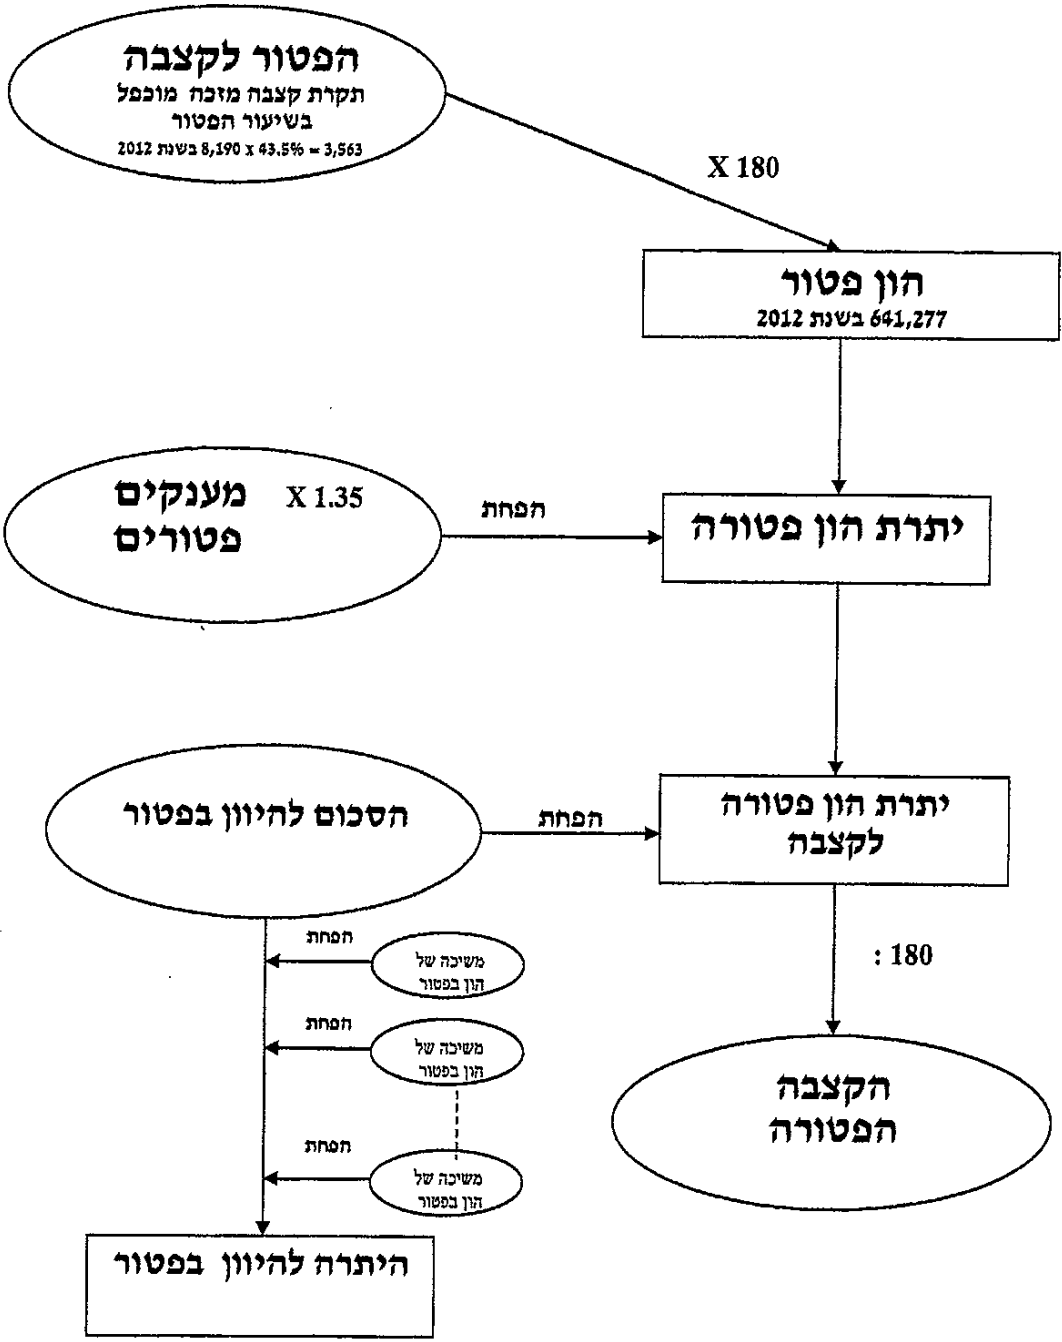 הפטור לקצבה
תקרת קצבה מזכה מוכפל
בשיעור הפטור
8,190 x 43.5% = 3,563 בשנת 2012
X 180
הון פטור
641,277 בשנת 2012
מענקים X 1.35
פטורים
הפחת
יתרת הון פטורה
הסכום להיוון בפטור
הפחת
יתרת הון פטורה
לקצבה
הפחת
משיכה של
הון בפטור
: 180
הפחת
משיכה של
הון בפטור
הקצבה
הפטורה
הפחת
משיכה של
הון בפטור
היתרה להיוון בפטור